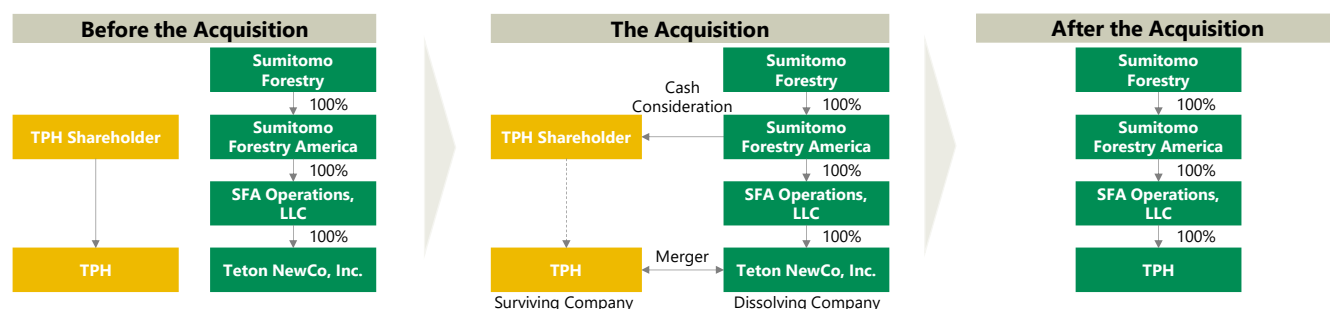 Before the Acquisition
Sumitomo
Forestry
100%
TPH Shareholder
Sumitomo
Forestry America
100%
SFA Operations,
LLC
100%
TPH
Teton NewCo, Inc.
The Acquisition
Sumitomo
Forestry
Cash
Consideration
100%
TPH Shareholder
Sumitomo
Forestry America
100%
SFA Operations,
LLC
100%
TPH
Merger
Teton NewCo, Inc.
Surviving Company
Dissolving Company
After the Acquisition
Sumitomo
Forestry
100%
Sumitomo
Forestry America
100%
SFA Operations,
LLC
100%
TPH